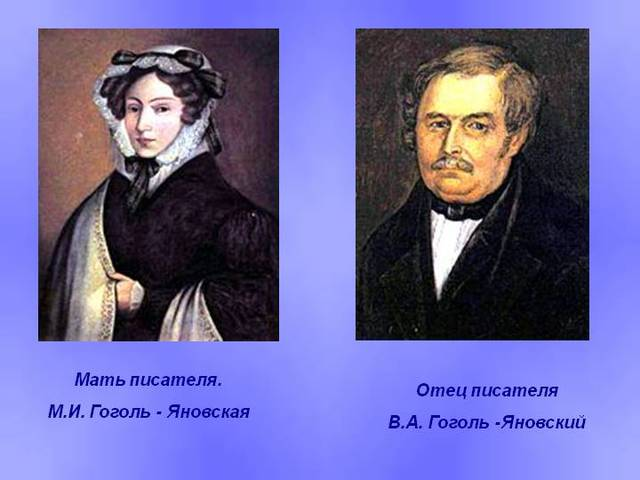 Мать писателя.
М.И. Гоголь - Яновская
Отец писателя
В.А. Гоголь -Яновский